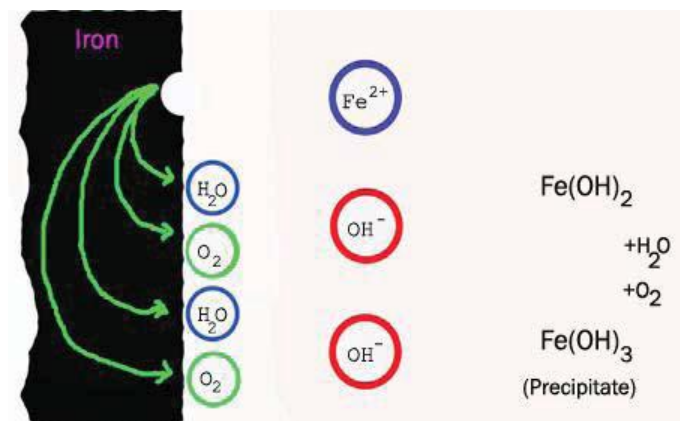 Iron
Fe²⁺
H₂O
O₂
H₂O
O₂
OH⁻
OH⁻
Fe(OH)₂
+H₂O
+O₂
Fe(OH)₃
(Precipitate)